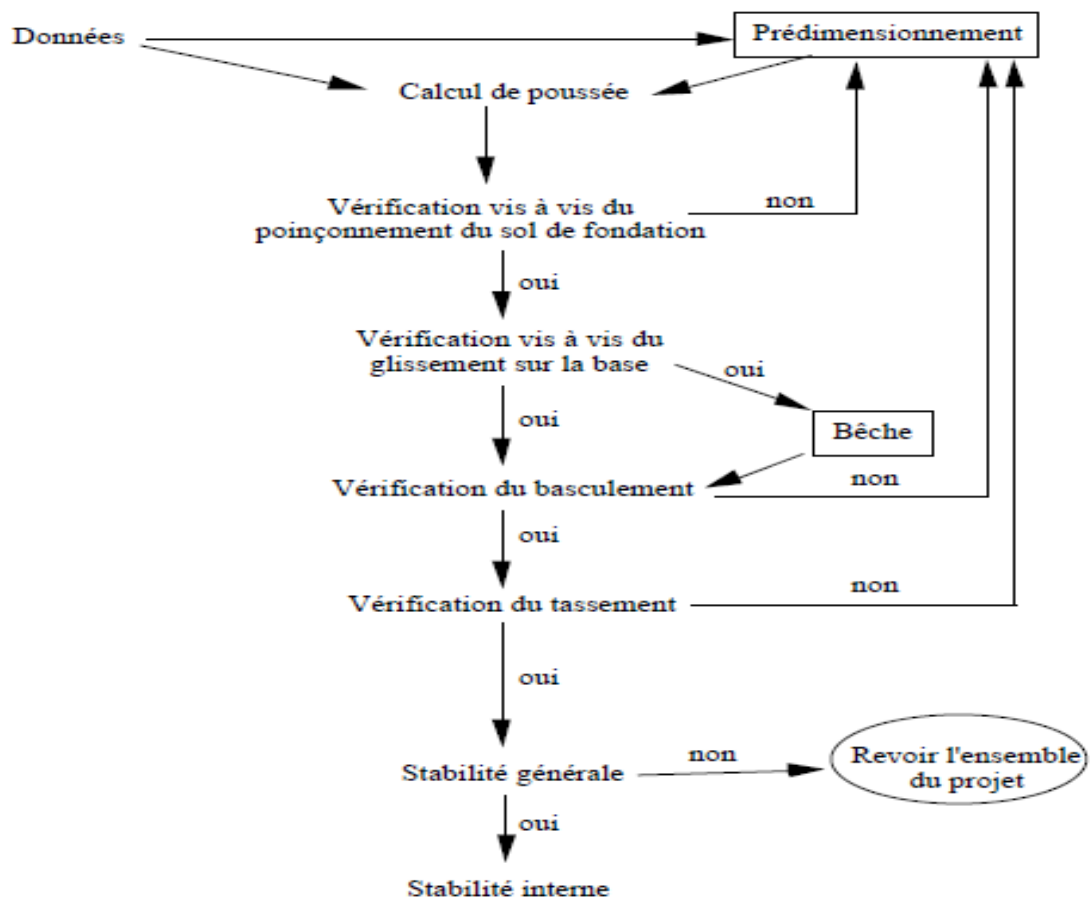 Données
Prédimensionnement
Calcul de poussée
Vérification vis à vis du
poinçonnement du sol de fondation
non
oui
Vérification vis à vis du
glissement sur la base
oui
oui
Bêche
Vérification du basculement
non
oui
Vérification du tassement
non
oui
Stabilité générale
non
Revoir l'ensemble
du projet
oui
Stabilité interne